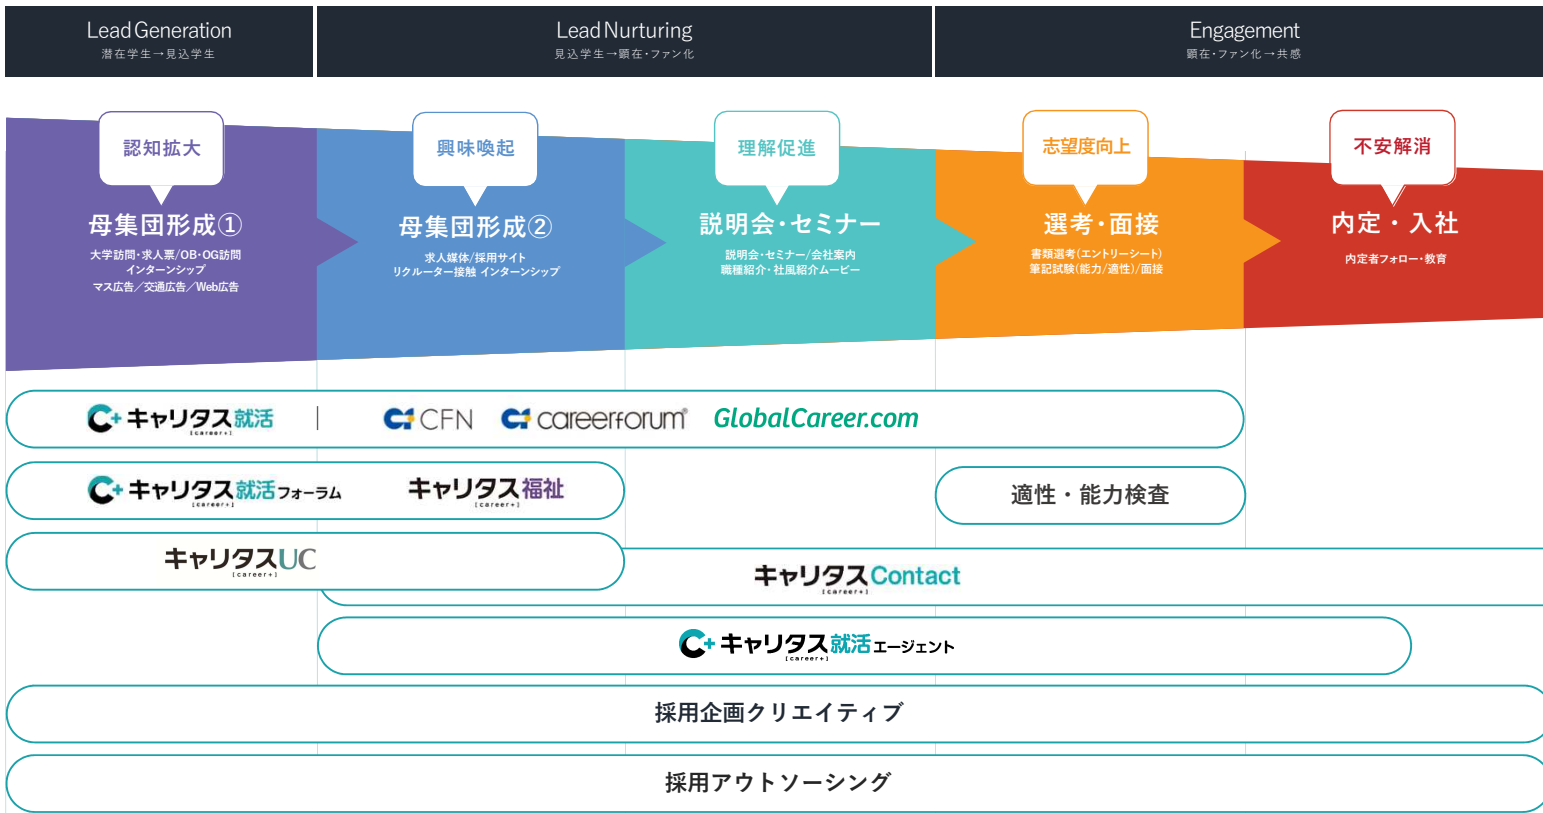 Lead Generation
潜在学生→見込学生
Lead Nurturing
見込学生→顕在・ファン化
Engagement
顕在・ファン化→共感
認知拡大
母集団形成①
大学訪問・求人票/OB・OG訪問
インターンシップ
マス広告／交通広告／Web広告
興味喚起
母集団形成②
求人媒体/採用サイト
リクルーター接触 インターンシップ
理解促進
説明会・セミナー
説明会・セミナー/会社案内
職種紹介・社風紹介ムービー
志望度向上
選考・面接
書類選考(エントリーシート)
筆記試験(能力/適性)/面接
不安解消
内定・入社
内定者フォロー・教育
C+ キャリタス就活
[career+]
CFN
careerforum®
GlobalCareer.com
C+ キャリタス就活フォーラム
[career+]
キャリタス福祉
[career+]
適性・能力検査
キャリタスUC
[career+]
キャリタスContact
[career+]
C+ キャリタス就活エージェント
[career+]
採用企画クリエイティブ
採用アウトソーシング